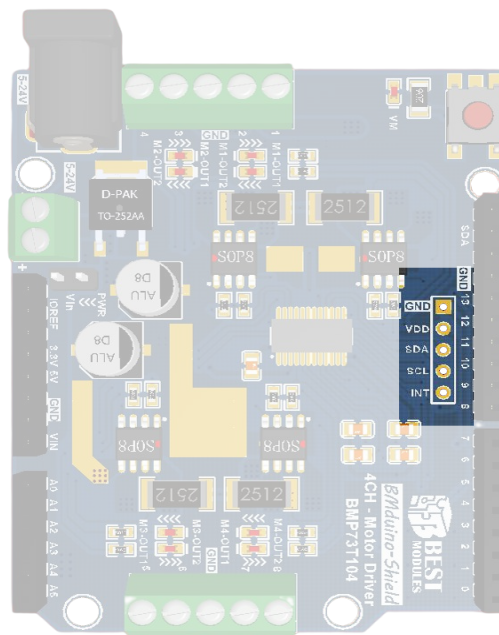 5-24V
4
3
GND
2
1
M2-OUT2
M2-OUT1
M1-OUT2
M1-OUT1
VM
206
5-24V
D-PAK
TO-252AA
2512
2512
SOP8
SOP8
SDA
+
ALU
D8
Vin
PWR
ALU
D8
IOREF
3.3V
5V
GND
VIN
GND
13
GND
12
VDD
11
SDA
10
SCL
9
INT
8
7
6
5
4
3
2
1
0
SOP8
SOP8
A0
A1
A2
A3
A4
A5
2512
2512
4CH - Motor Driver
BMP73T104
BMduino-Shield
BEST
MODULES
M3-OUT1
M3-OUT2
M4-OUT1
M4-OUT2
5
6
GND
7
8